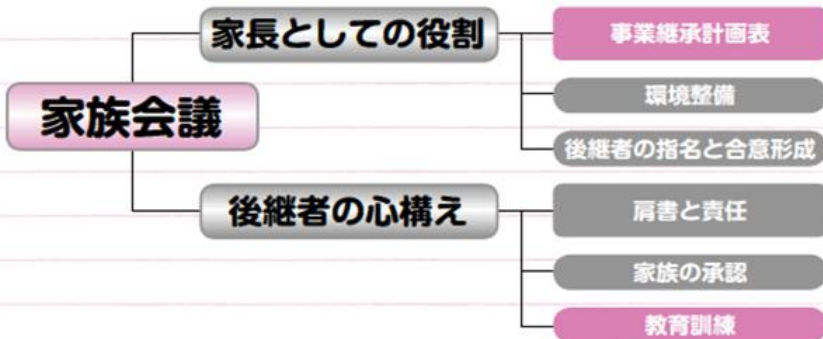 家族会議
家長としての役割
事業継承計画表
環境整備
後継者の指名と合意形成
後継者の心構え
肩書と責任
家族の承認
教育訓練